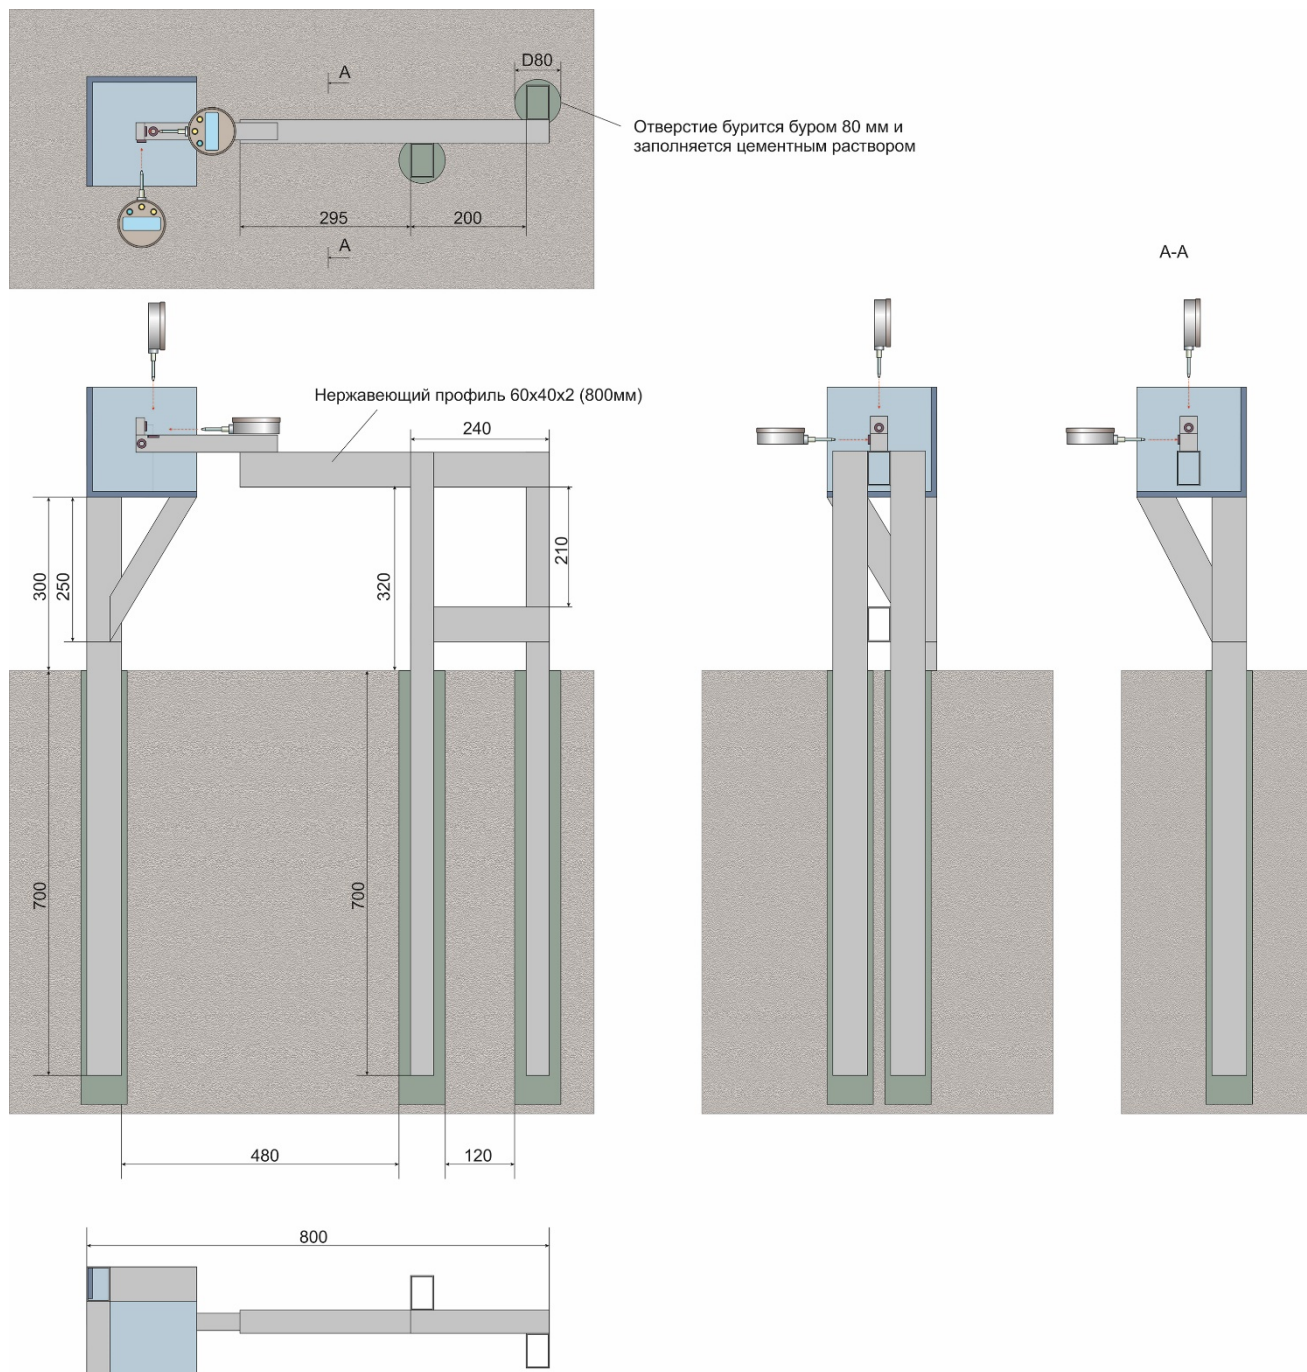 D80
А
Отверстие бурится буром 80 мм и
заполняется цементным раствором
295
200
А
А-А
Нержавеющий профиль 60x40x2 (800мм)
240
300
250
320
210
700
700
480
120
800